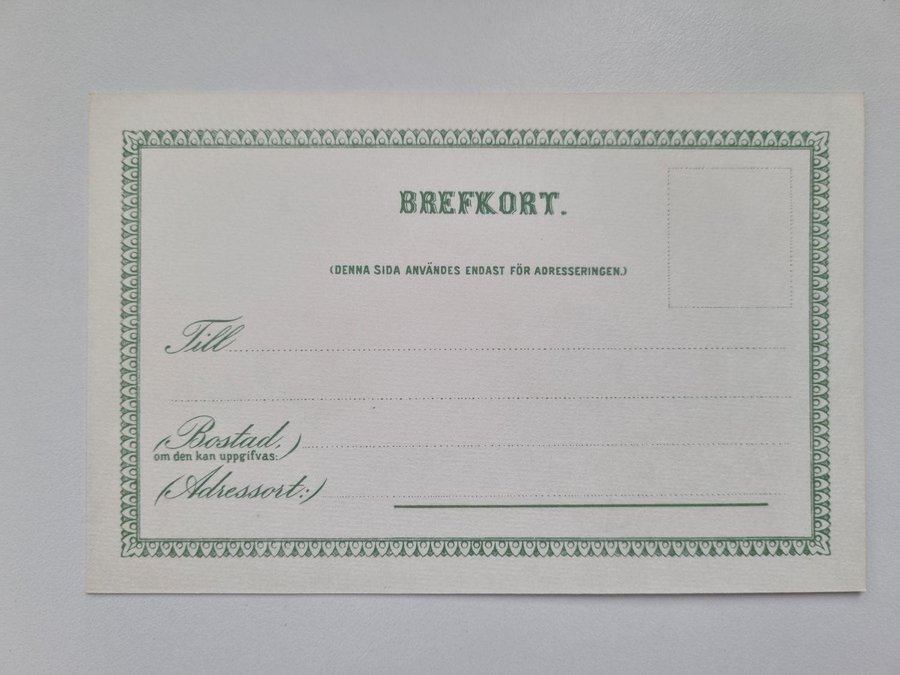 BREFKORT.
(DENNA SIDA ANVÄNDES ENDAST FÖR ADRESSERINGEN.)
Till
(Bostad,)
om den kan uppgifvas:
(Adressort:)